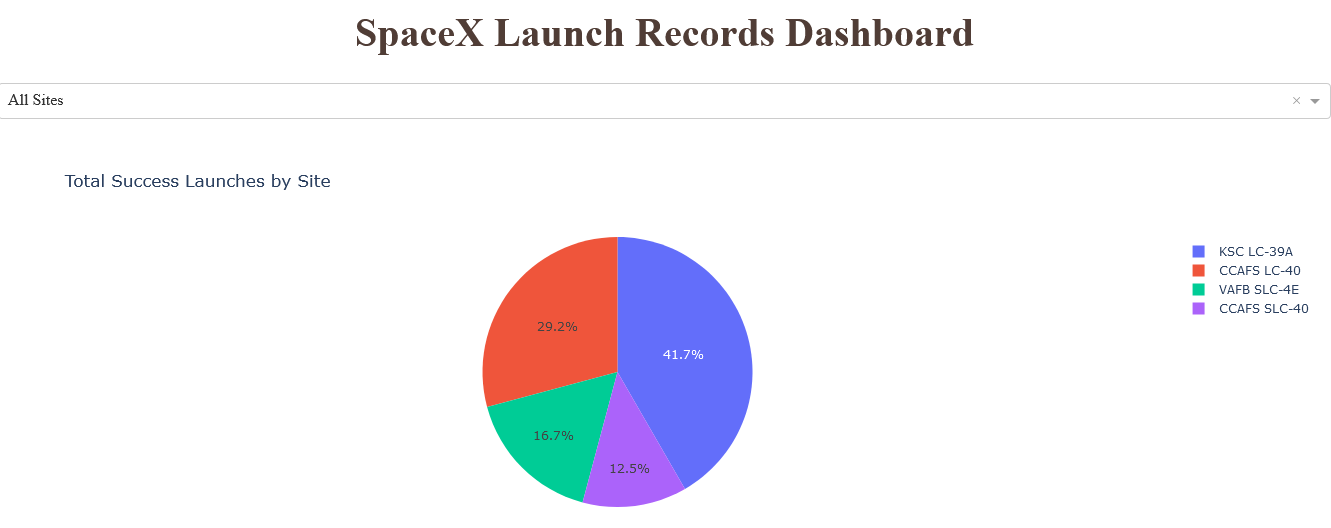 SpaceX Launch Records Dashboard
All Sites ×
Total Success Launches by Site
KSC LC-39A
CCAFS LC-40
VAFB SLC-4E
CCAFS SLC-40
29.2%
41.7%
16.7%
12.5%